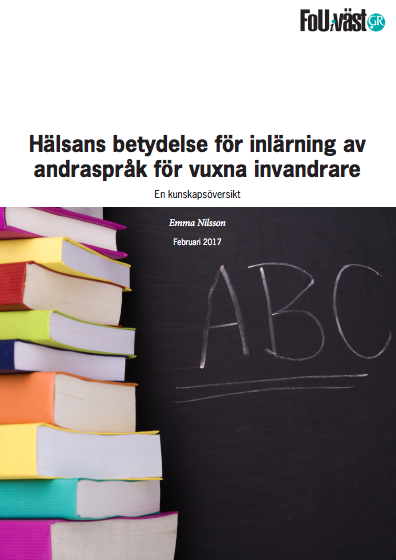 FoU i väst GR
Hälsans betydelse för inlärning av
andraspråk för vuxna invandrare
En kunskapsöversikt
Emma Nilsson
Februari 2017
ABC